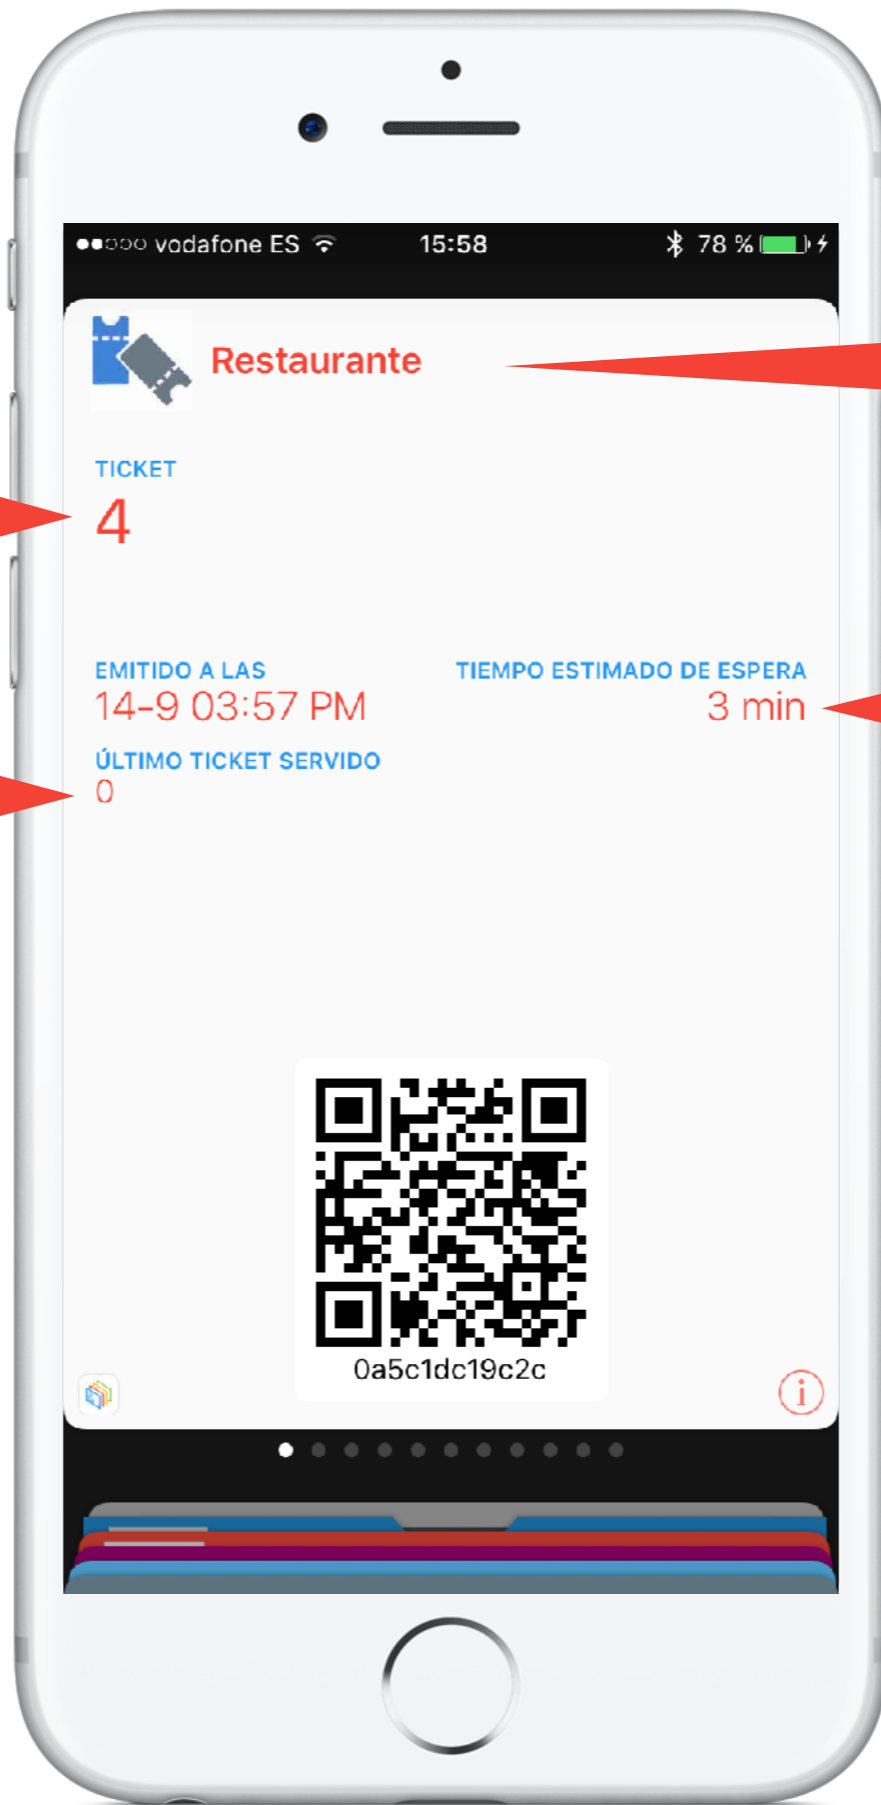 vodafone ES 15:58 78 %
Restaurante
TICKET
4
EMITIDO A LAS TIEMPO ESTIMADO DE ESPERA
14-9 03:57 PM 3 min
ÚLTIMO TICKET SERVIDO
0
0a5c1dc19c2c
i